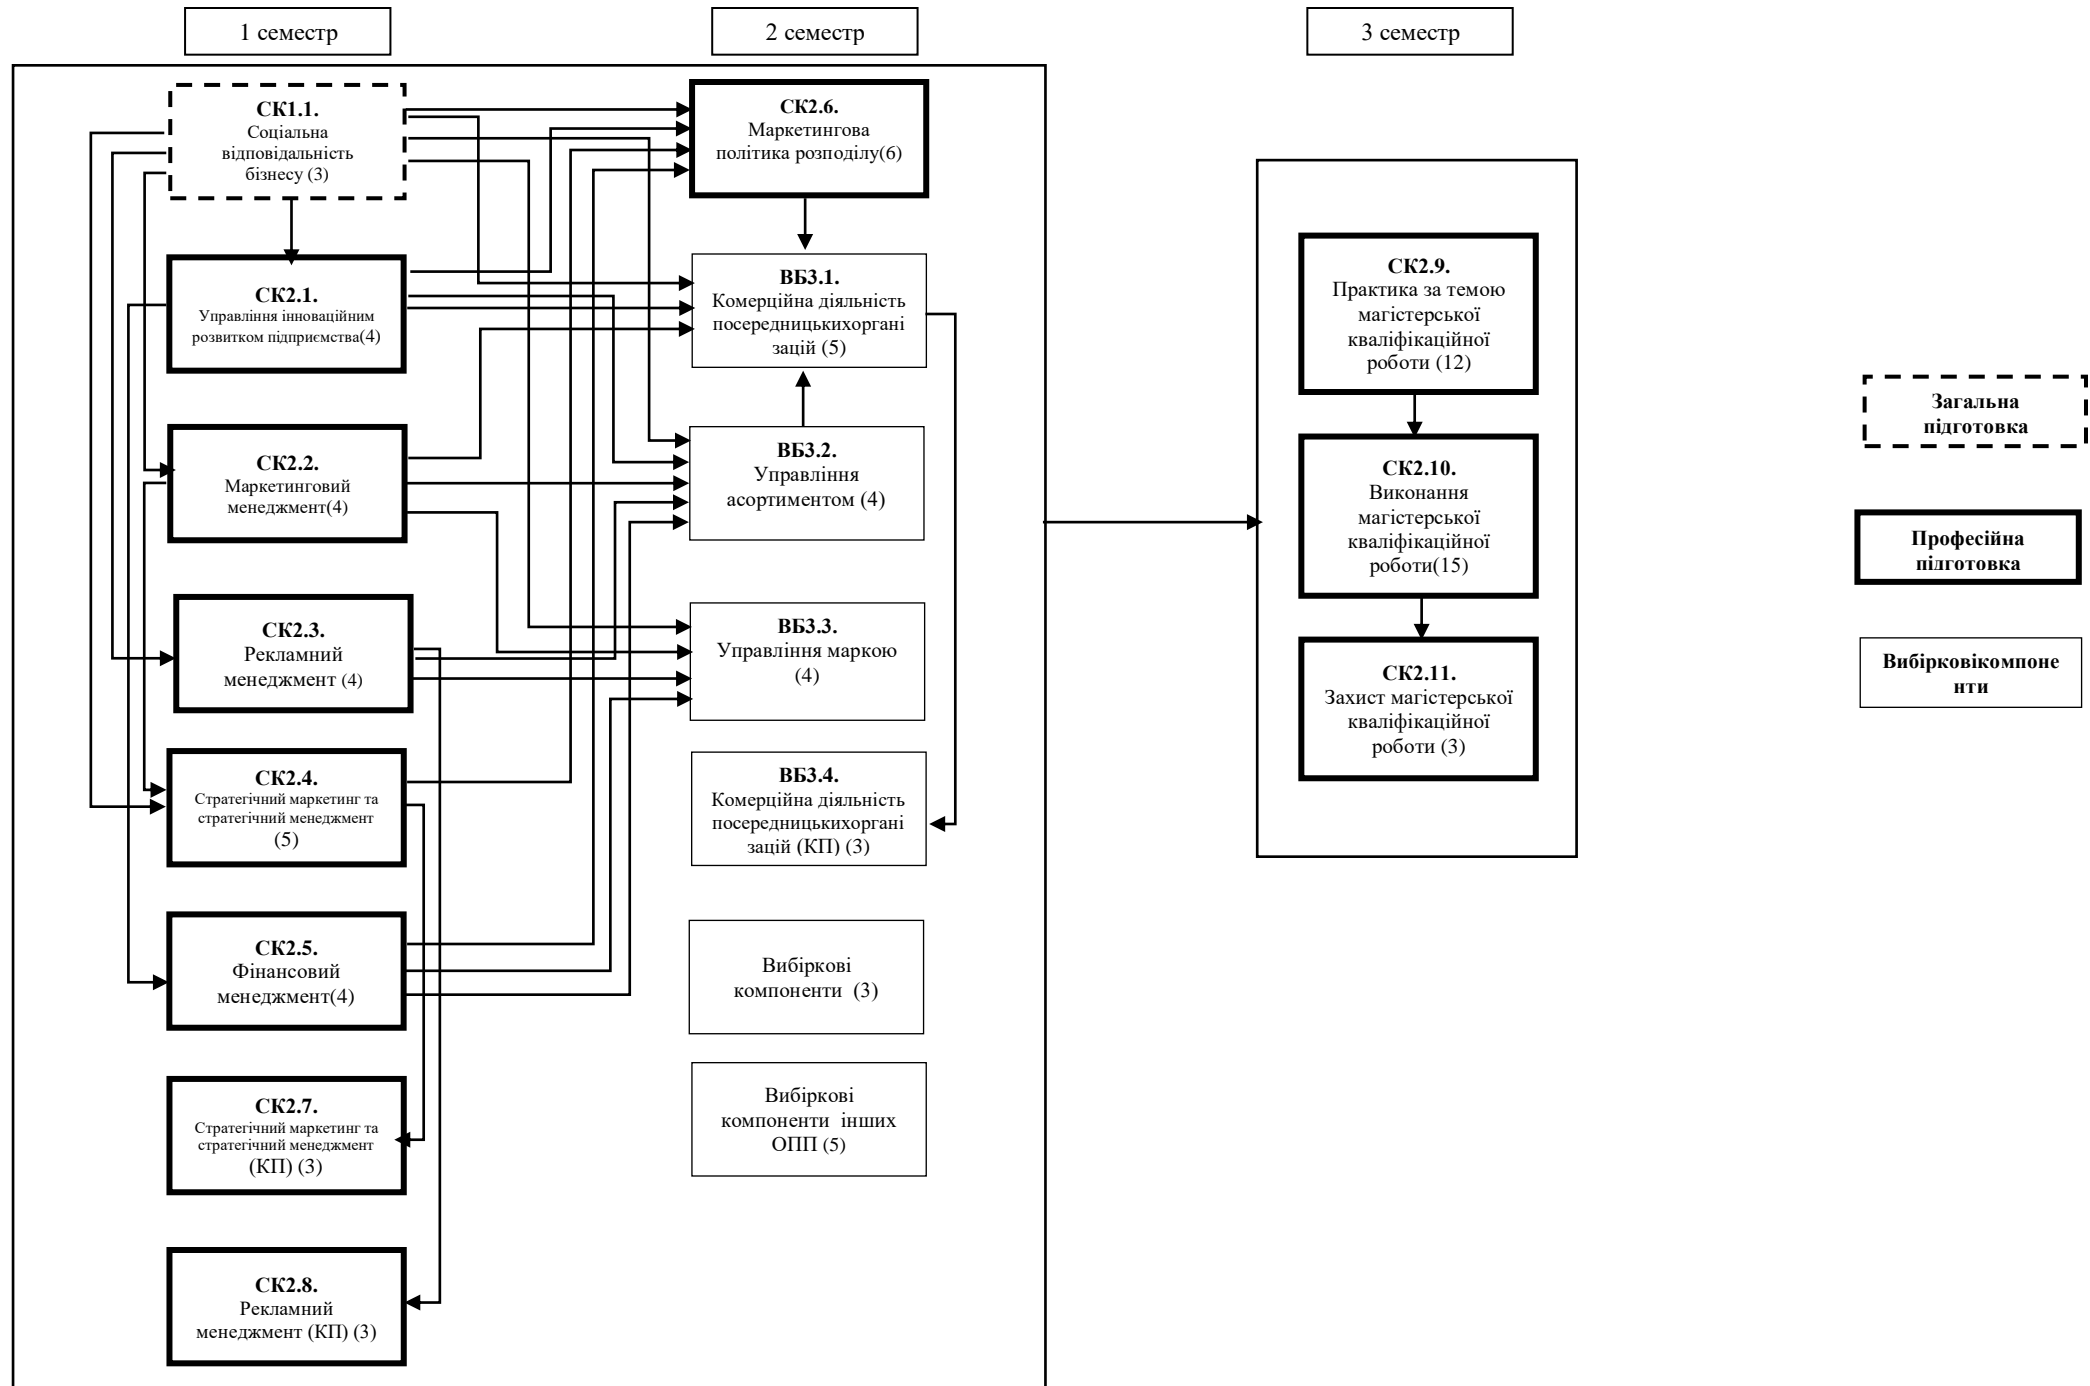 1 семестр
2 семестр
3 семестр
СК1.1.
Соціальна
відповідальність
бізнесу (3)
СК2.1.
Управління інноваційним
розвитком підприємства(4)
СК2.2.
Маркетинговий
менеджмент(4)
СК2.3.
Рекламний
менеджмент (4)
СК2.4.
Стратегічний маркетинг та
стратегічний менеджмент
(5)
СК2.5.
Фінансовий
менеджмент(4)
СК2.7.
Стратегічний маркетинг та
стратегічний менеджмент
(КП) (3)
СК2.8.
Рекламний
менеджмент (КП) (3)
СК2.6.
Маркетингова
політика розподілу(6)
ВБ3.1.
Комерційна діяльність
посередницькихоргані
зацій (5)
ВБ3.2.
Управління
асортиментом (4)
ВБ3.3.
Управління маркою
(4)
ВБ3.4.
Комерційна діяльність
посередницькихоргані
зацій (КП) (3)
Вибіркові
компоненти (3)
Вибіркові
компоненти інших
ОПП (5)
СК2.9.
Практика за темою
магістерської
кваліфікаційної
роботи (12)
СК2.10.
Виконання
магістерської
кваліфікаційної
роботи(15)
СК2.11.
Захист магістерської
кваліфікаційної
роботи (3)
Загальна
підготовка
Професійна
підготовка
Вибірковікомпоне
нти